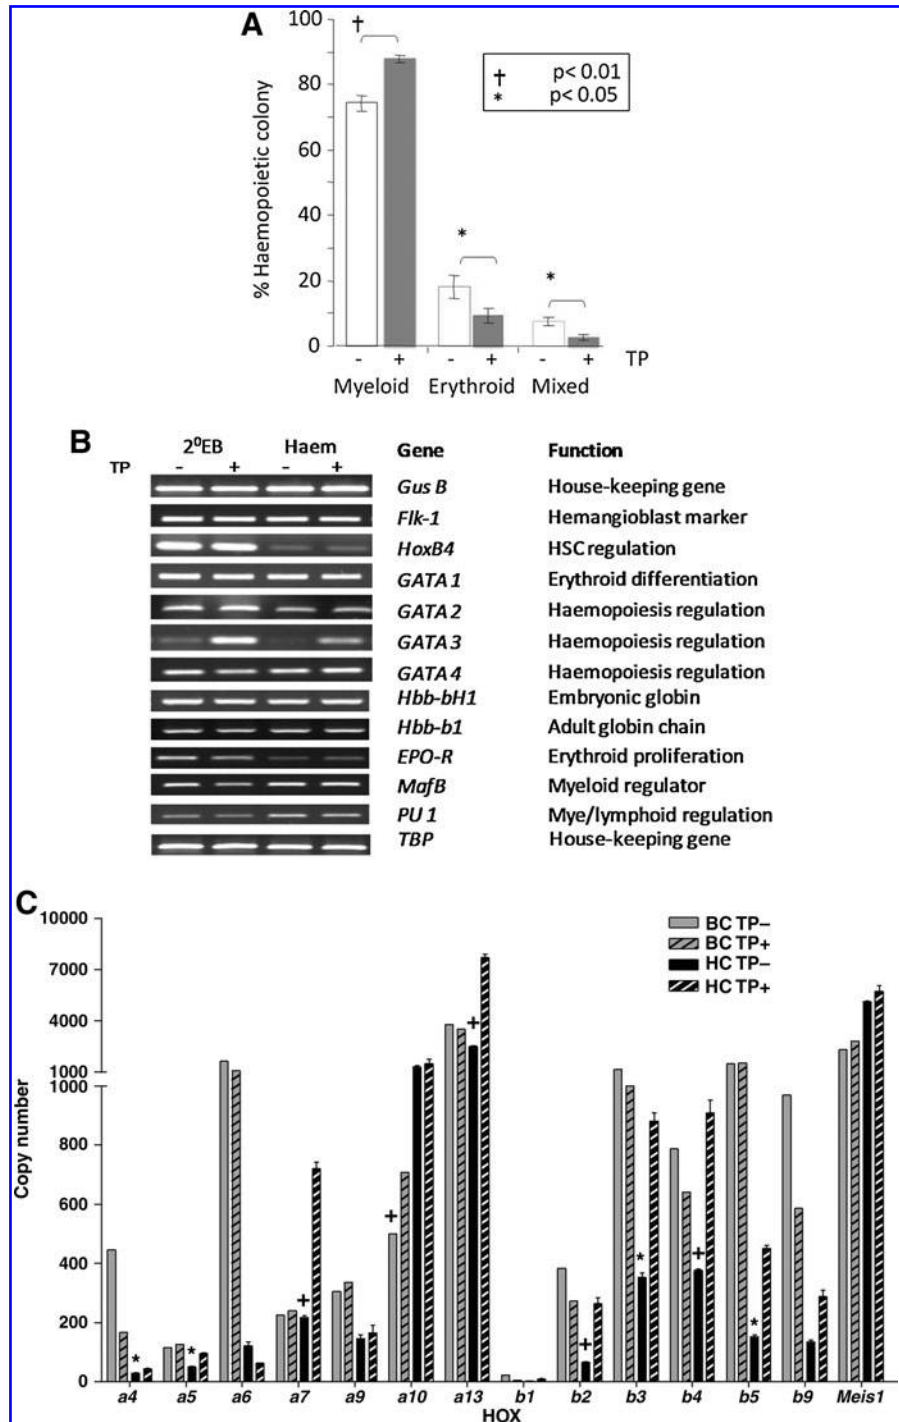 A
100
80
60
40
20
0
% Haemopoietic colony
†
*
*
† p< 0.01
* p< 0.05
- + - + - + TP
Myeloid Erythroid Mixed
B
2⁰EB Haem Gene Function
TP - + - +
Gus B House-keeping gene
Flk-1 Hemangioblast marker
HoxB4 HSC regulation
GATA 1 Erythroid differentiation
GATA 2 Haemopoiesis regulation
GATA 3 Haemopoiesis regulation
GATA 4 Haemopoiesis regulation
Hbb-bH1 Embryonic globin
Hbb-b1 Adult globin chain
EPO-R Erythroid proliferation
MafB Myeloid regulator
PU 1 Mye/lymphoid regulation
TBP House-keeping gene
C
10000
7000
4000
1000
1000
800
600
400
200
0
Copy number
BC TP–
BC TP+
HC TP–
HC TP+
* * + + + + * + *
a4 a5 a6 a7 a9 a10 a13 b1 b2 b3 b4 b5 b9 Meis1
HOX